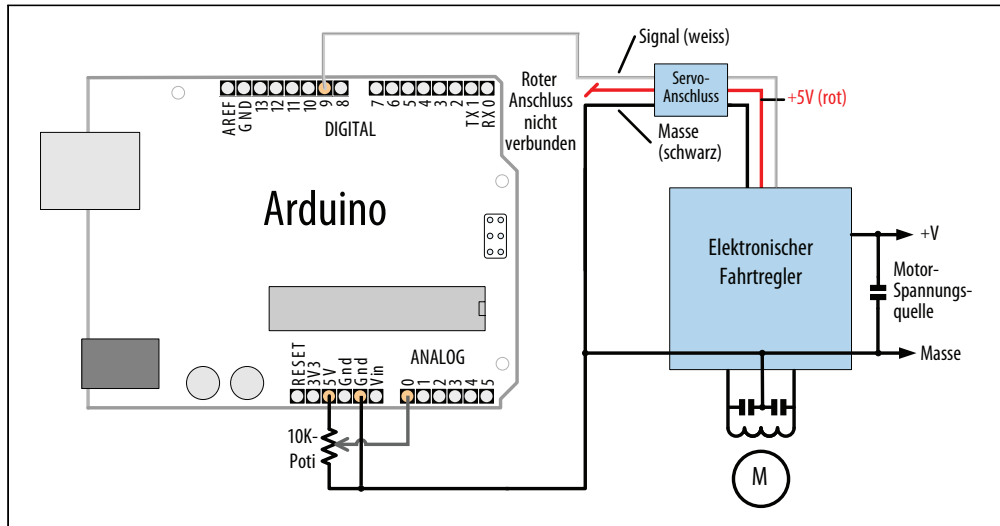 Signal (weiss)
Roter
Anschluss
nicht
verbunden
Servo-
Anschluss
+5V (rot)
Masse
(schwarz)
AREF
GND
13
12
11
10
9
8
7
6
5
4
3
2
TX 1
RX 0
DIGITAL
Arduino
Elektronischer
Fahrtregler
+V
Motor-
Spannungs-
quelle
Masse
ANALOG
RESET
3V3
5V
Gnd
Gnd
Vin
0
1
2
3
4
5
10K-
Poti
M